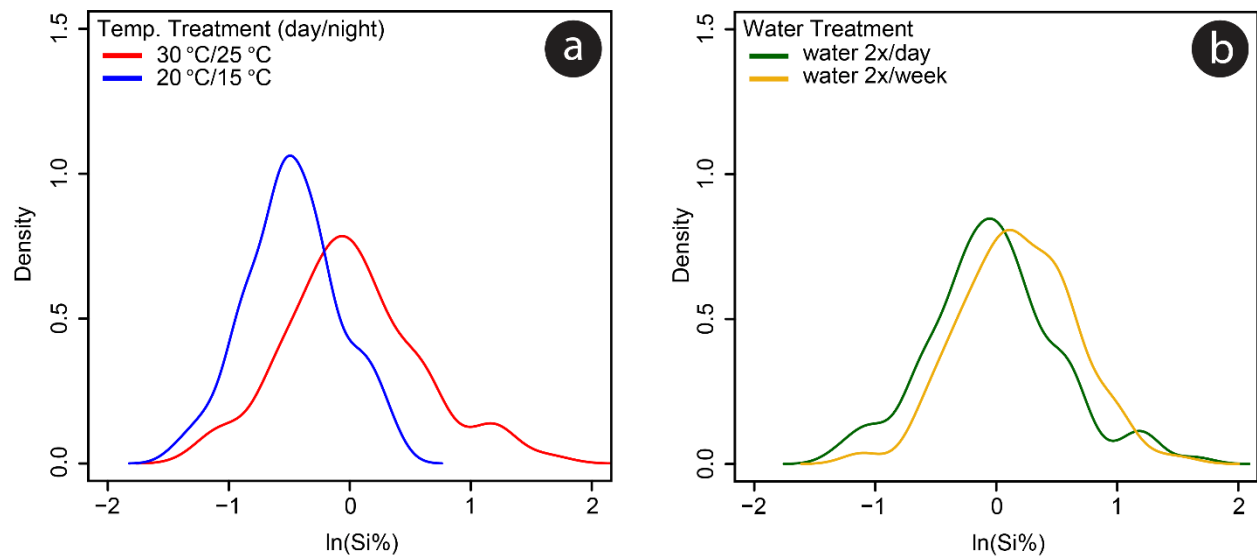 Temp. Treatment (day/night)
30 °C/25 °C
20 °C/15 °C
a
1.5
1.0
0.5
0.0
Density
−2
−1
0
1
2
ln(Si%)
Water Treatment
water 2x/day
water 2x/week
b
1.5
1.0
0.5
0.0
Density
−2
−1
0
1
2
ln(Si%)